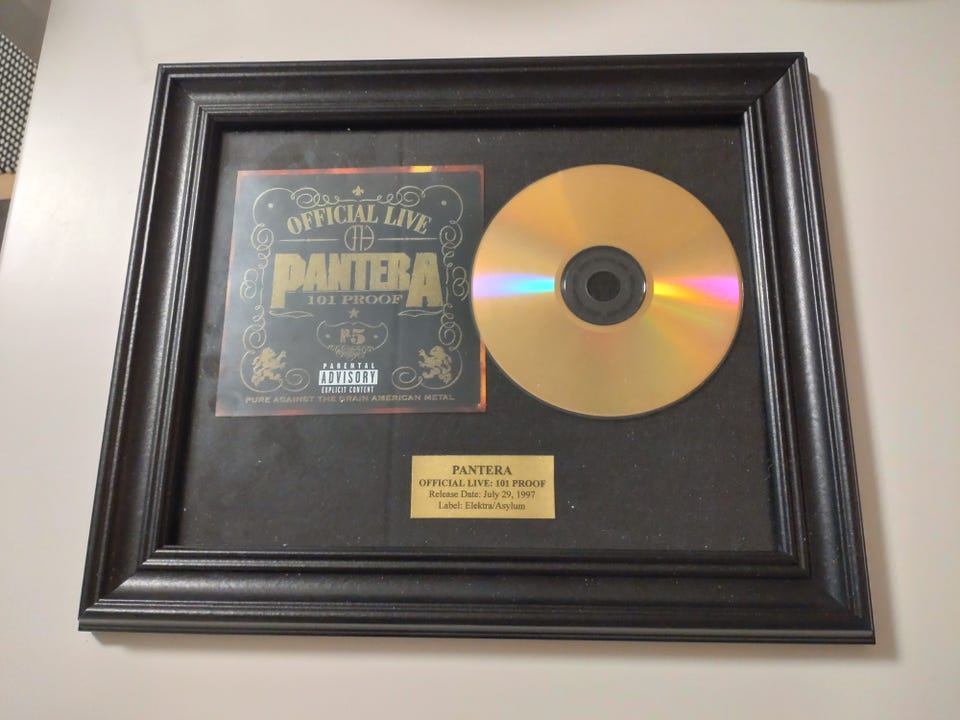 OFFICIAL LIVE
PANTERA
101 PROOF
P·5
PARENTAL
ADVISORY
EXPLICIT CONTENT
PURE AGAINST THE GRAIN AMERICAN METAL
PANTERA
OFFICIAL LIVE: 101 PROOF
Release Date: July 29, 1997
Label: Elektra/Asylum